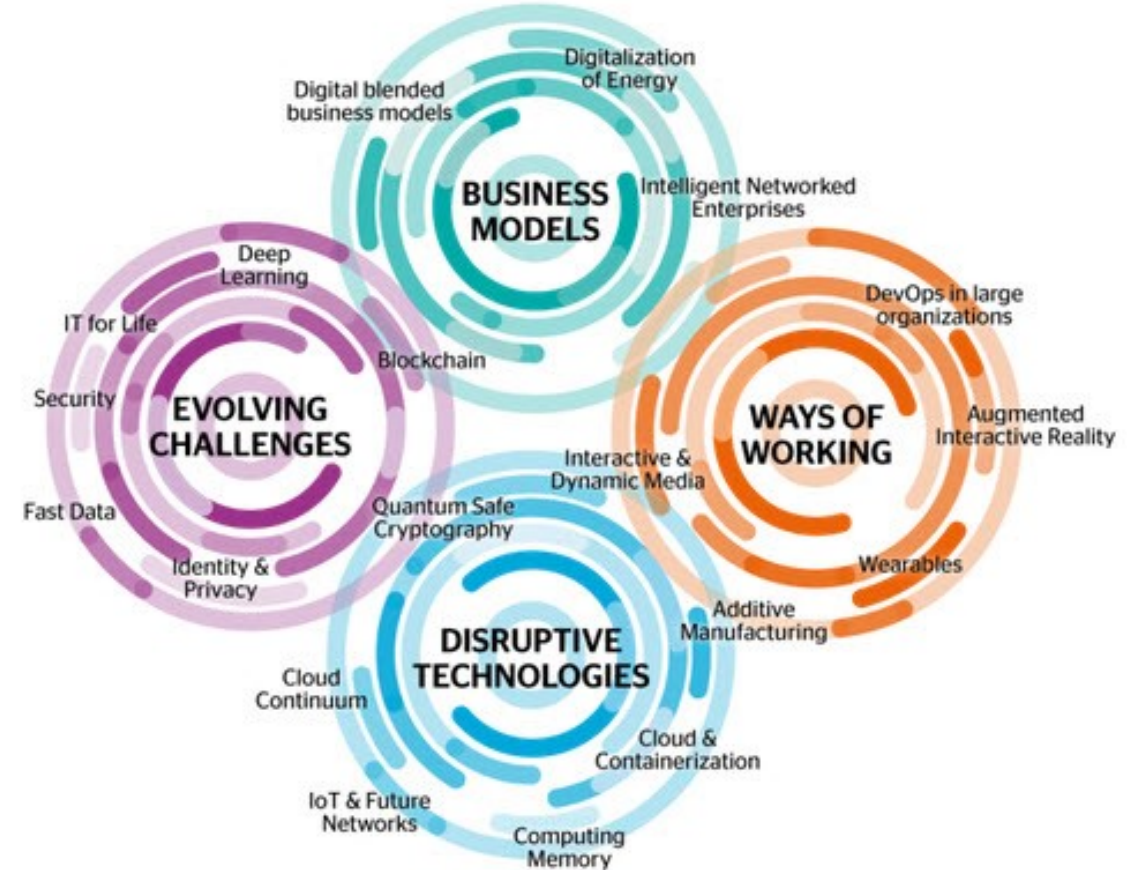 Digitalization
of Energy
Digital blended
business models
BUSINESS
MODELS
Intelligent Networked
Enterprises
Deep
Learning
IT for Life
Blockchain
Security
EVOLVING
CHALLENGES
Fast Data
Identity &
Privacy
DevOps in large
organizations
WAYS OF
WORKING
Augmented
Interactive Reality
Interactive &
Dynamic Media
Wearables
Additive
Manufacturing
Quantum Safe
Cryptography
DISRUPTIVE
TECHNOLOGIES
Cloud
Continuum
Cloud &
Containerization
IoT & Future
Networks
Computing
Memory